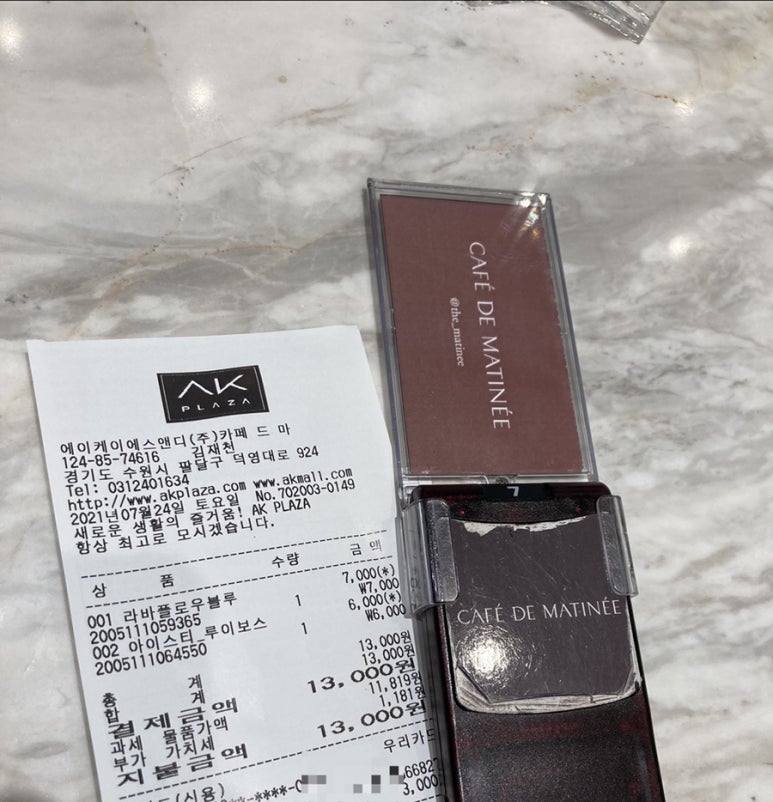 CAFÉ DE MATINÉE
@the_matinee
AK
PLAZA
에이케이에스앤디(주)카페 드 마
124-85-74616 김재천
경기도 수원시 팔달구 덕영대로 924
Tel: 0312401634
http://www.akplaza.com www.akmall.com
2021년07월24일 토요일 No.702003-0149
새로운 생활의 즐거움! AK PLAZA
항상 최고로 모시겠습니다.
상 품 수량 금 액
001 라바플로우블루 1 7,000(*)
2005111059365 ₩7,000
002 아이스티_루이보스 1 6,000(*)
2005111064550 ₩6,000
총 계 13,000원
합 계 13,000원
결제금액 13,000원
과세 물품가액 11,819원
부가 가치세 1,181원
지불금액 13,000원
우리카드
(신용)
7
CAFÉ DE MATINÉE